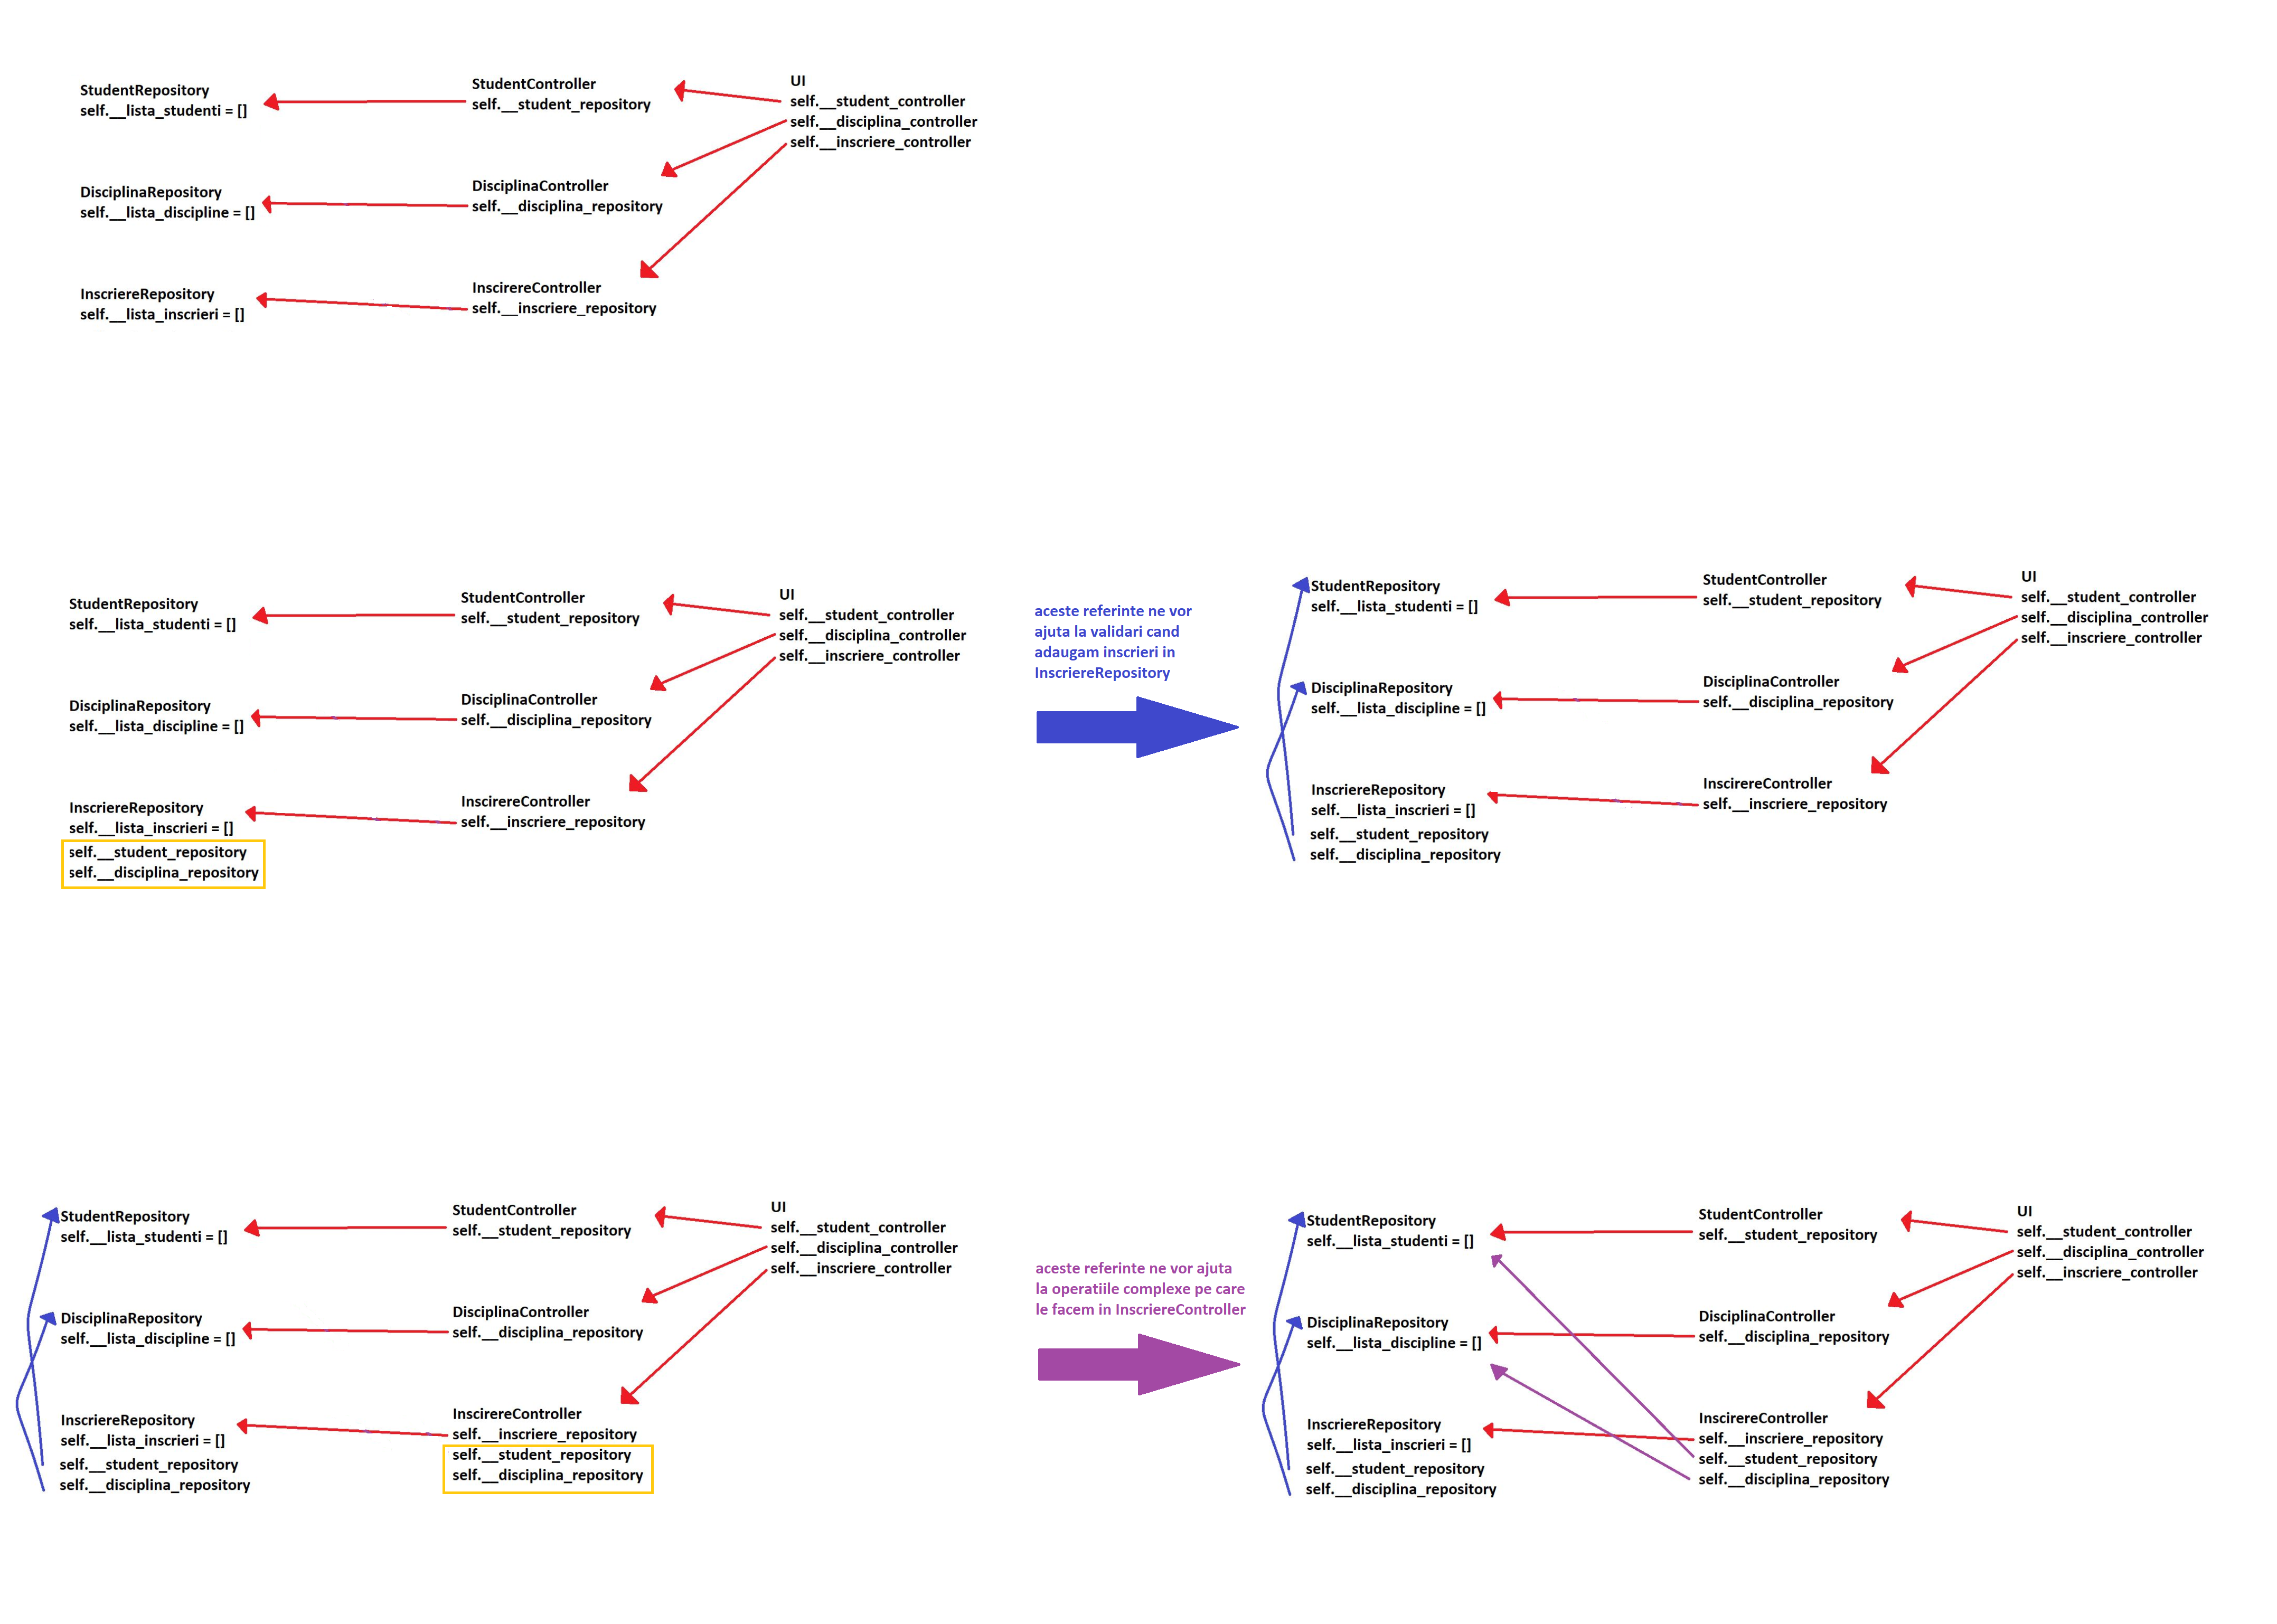 StudentRepository
self.__lista_studenti = []
StudentController
self.__student_repository
UI
self.__student_controller
self.__disciplina_controller
self.__inscriere_controller
DisciplinaRepository
self.__lista_discipline = []
DisciplinaController
self.__disciplina_repository
InscriereRepository
self.__lista_inscrieri = []
InscirereController
self.__inscriere_repository
StudentRepository
self.__lista_studenti = []
StudentController
self.__student_repository
UI
self.__student_controller
self.__disciplina_controller
self.__inscriere_controller
DisciplinaRepository
self.__lista_discipline = []
DisciplinaController
self.__disciplina_repository
InscriereRepository
self.__lista_inscrieri = []
self.__student_repository
self.__disciplina_repository
InscirereController
self.__inscriere_repository
aceste referinte ne vor
ajuta la validari cand
adaugam inscrieri in
InscriereRepository
StudentRepository
self.__lista_studenti = []
StudentController
self.__student_repository
UI
self.__student_controller
self.__disciplina_controller
self.__inscriere_controller
DisciplinaRepository
self.__lista_discipline = []
DisciplinaController
self.__disciplina_repository
InscriereRepository
self.__lista_inscrieri = []
self.__student_repository
self.__disciplina_repository
InscirereController
self.__inscriere_repository
StudentRepository
self.__lista_studenti = []
StudentController
self.__student_repository
UI
self.__student_controller
self.__disciplina_controller
self.__inscriere_controller
DisciplinaRepository
self.__lista_discipline = []
DisciplinaController
self.__disciplina_repository
InscriereRepository
self.__lista_inscrieri = []
self.__student_repository
self.__disciplina_repository
InscirereController
self.__inscriere_repository
self.__student_repository
self.__disciplina_repository
aceste referinte ne vor ajuta
la operatiile complexe pe care
le facem in InscriereController
StudentRepository
self.__lista_studenti = []
StudentController
self.__student_repository
UI
self.__student_controller
self.__disciplina_controller
self.__inscriere_controller
DisciplinaRepository
self.__lista_discipline = []
DisciplinaController
self.__disciplina_repository
InscriereRepository
self.__lista_inscrieri = []
self.__student_repository
self.__disciplina_repository
InscirereController
self.__inscriere_repository
self.__student_repository
self.__disciplina_repository